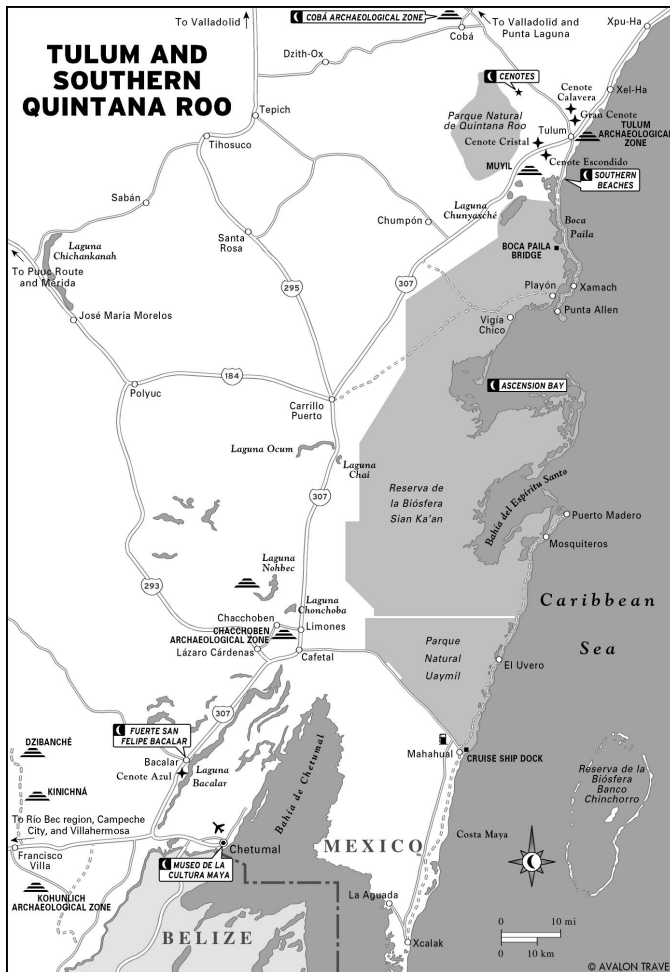 TULUM AND
SOUTHERN
QUINTANA ROO
To Valladolid
COBÁ ARCHAEOLOGICAL ZONE
Cobá
To Valladolid and
Punta Laguna
Xpu-Ha
Dzith-Ox
CENOTES
Cenote
Calavera
Xel-Ha
Gran Cenote
Parque Natural
de Quintana Roo
Tulum
TULUM
ARCHAEOLOGICAL
ZONE
Cenote Cristal
Cenote Escondido
MUYIL
SOUTHERN
BEACHES
Tepich
Tihosuco
Sabán
Laguna
Chunyaxché
Chumpón
Santa
Rosa
Boca
Paila
BOCA PAILA
BRIDGE
Laguna
Chichankanah
To Puuc Route
and Mérida
295
307
Playón
Xamach
Punta Allen
Vigía
Chico
José Maria Morelos
184
Polyuc
ASCENSION BAY
Carrillo
Puerto
Laguna Ocum
Laguna
Chai
307
Reserva de
la Biósfera
Sian Ka'an
Bahía del Espíritu Santo
Puerto Madero
Mosquiteros
Laguna
Nohbec
293
Laguna
Chonchoba
Chacchoben
CHACCHOBEN
ARCHAEOLOGICAL ZONE
Limones
Lázaro Cárdenas
Cafetal
Caribbean
Sea
Parque
Natural
Uaymil
El Uvero
307
FUERTE SAN
FELIPE BACALAR
DZIBANCHÉ
Bacalar
Cenote Azul
Laguna
Bacalar
Bahía de Chetumal
Mahahual
CRUISE SHIP DOCK
KINICHNÁ
Reserva de la
Biósfera
Banco
Chinchorro
To Río Bec region, Campeche
City, and Villahermosa
Francisco
Villa
Chetumal
MEXICO
Costa Maya
MUSEO DE LA
CULTURA MAYA
KOHUNLICH
ARCHAEOLOGICAL ZONE
La Aguada
BELIZE
Xcalak
0 10 mi
0 10 km
© AVALON TRAVEL